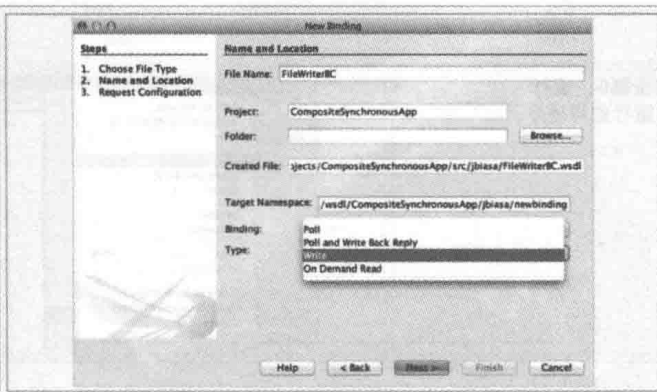 New Binding
Steps
1. Choose File Type
2. Name and Location
3. Request Configuration
Name and Location
File Name: FileWriterBC
Project: CompositeSynchronousApp
Folder:
Browse...
Created File: ojects/CompositeSynchronousApp/src/jbiasa/FileWriterBC.wsdl
Target Namespace: /wsdl/CompositeSynchronousApp/jbiasa/newbinding
Binding:
Type:
Poll
Poll and Write Back Reply
Write
On Demand Read
Help
< Back
Next >
Finish
Cancel